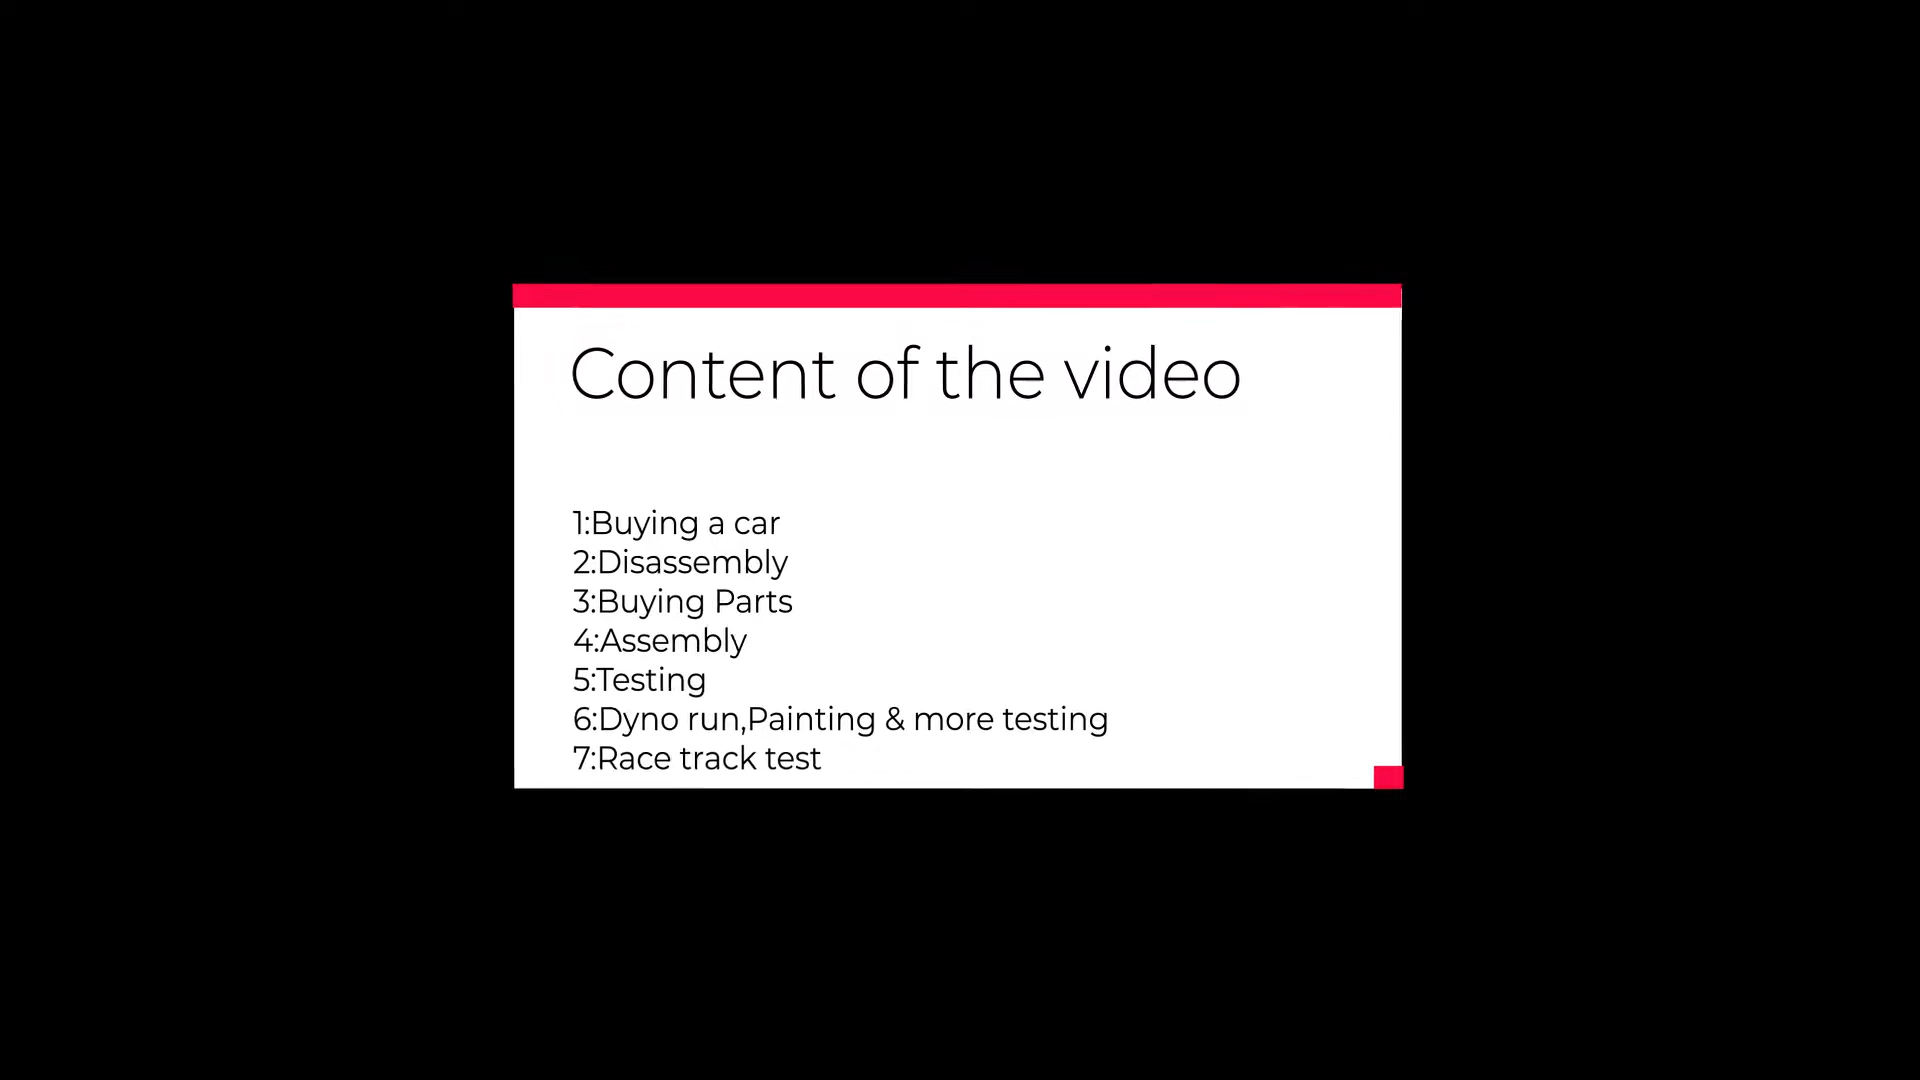 Content of the video
1:Buying a car
2:Disassembly
3:Buying Parts
4:Assembly
5:Testing
6:Dyno run,Painting & more testing
7:Race track test